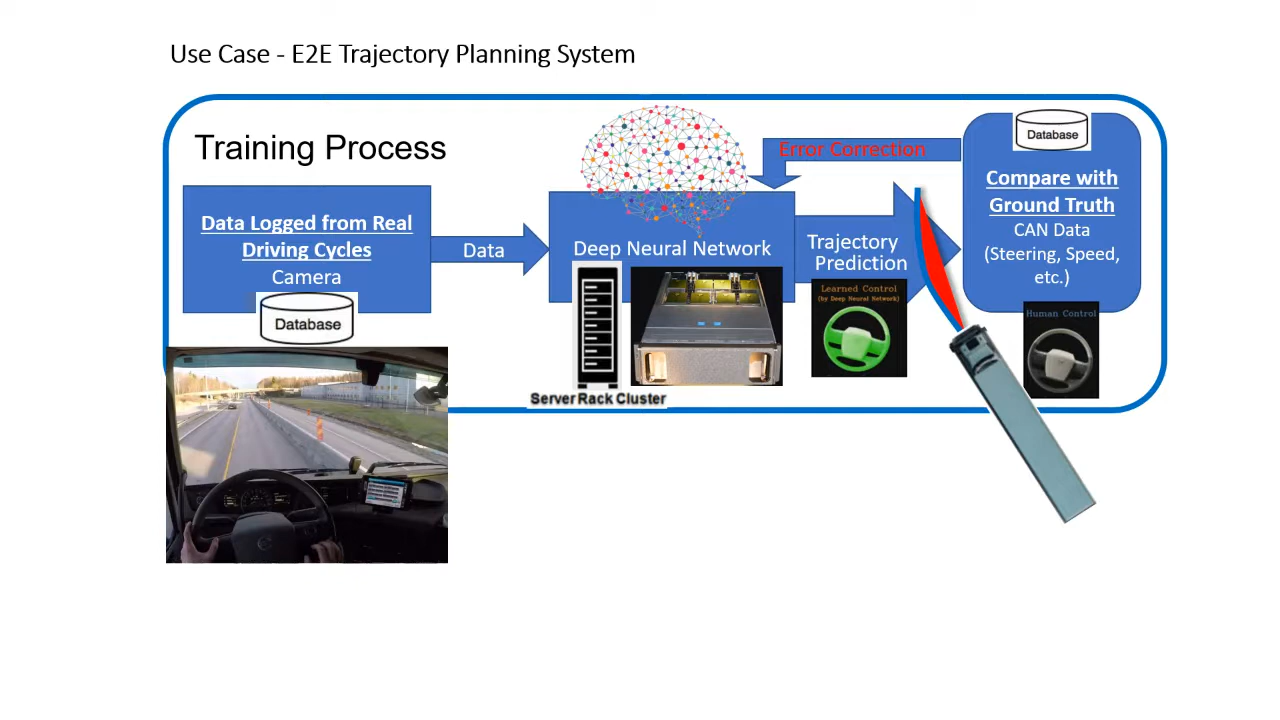 Use Case - E2E Trajectory Planning System
Training Process
Data Logged from Real
Driving Cycles
Camera
Database
Data
Deep Neural Network
Server Rack Cluster
Error Correction
Trajectory
Prediction
Learned Control
(by Deep Neural Network)
Database
Compare with
Ground Truth
CAN Data
(Steering, Speed,
etc.)
Human Control